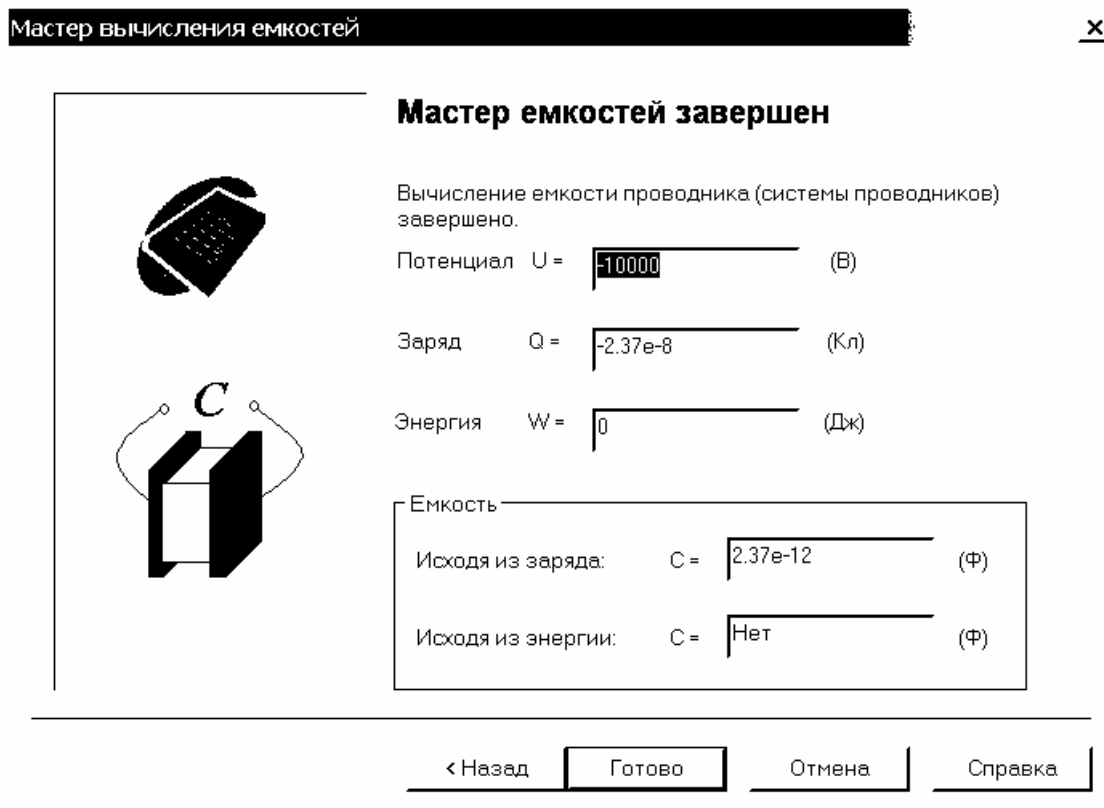 Мастер вычисления емкостей
Мастер емкостей завершен
Вычисление емкости проводника (системы проводников)
завершено.
Потенциал U = -10000 (В)
Заряд Q = -2.37e-8 (Кл)
Энергия W = 0 (Дж)
C
Емкость
Исходя из заряда: C = 2.37e-12 (Ф)
Исходя из энергии: C = Нет (Ф)
< Назад Готово Отмена Справка